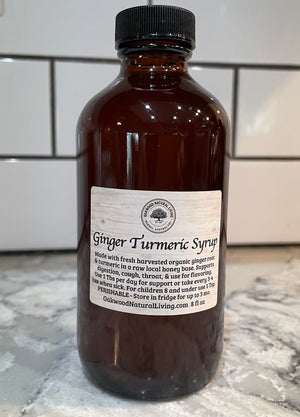 OAKWOOD NATURAL LIVING
Ginger Turmeric Syrup
Made with fresh harvested organic ginger root
& turmeric in a raw local honey base. Supports
digestion, cough, throat, & use for flavoring.
Use 1 Tbs per day for support or take every 3-4
hrs when sick. For children 8 and under use 1 Tsp
PERISHABLE - Store in fridge for up to 3 mo.
OakwoodNaturalLiving.com 8 fl oz